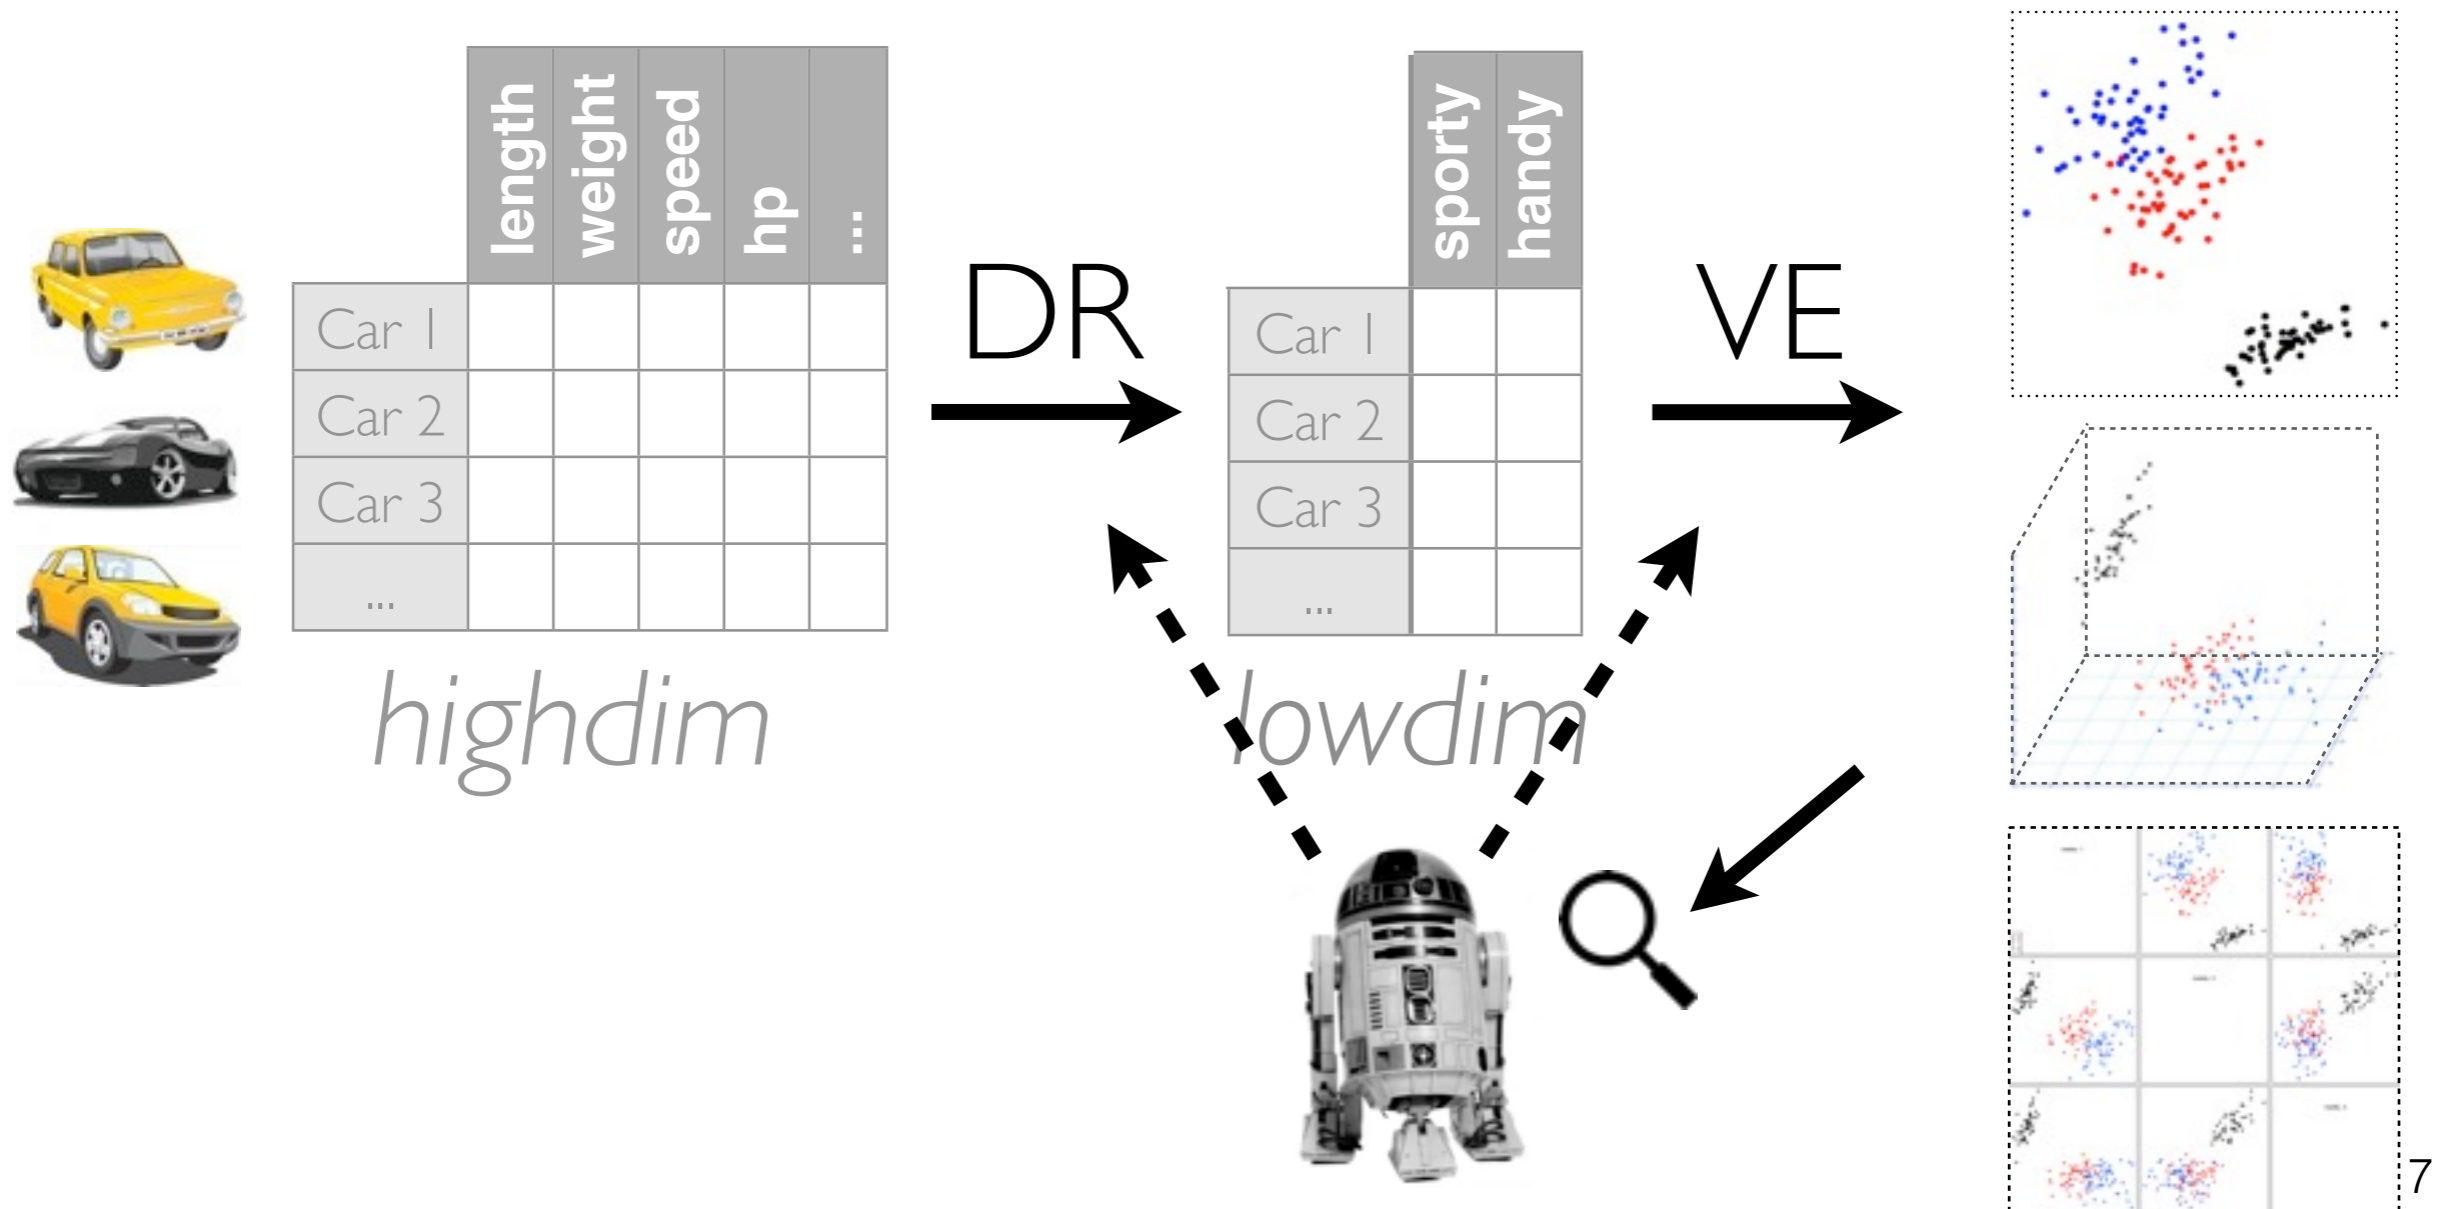 length
weight
speed
hp
...
Car 1
Car 2
Car 3
...
highdim
DR
sporty
handy
Car 1
Car 2
Car 3
...
lowdim
VE
7